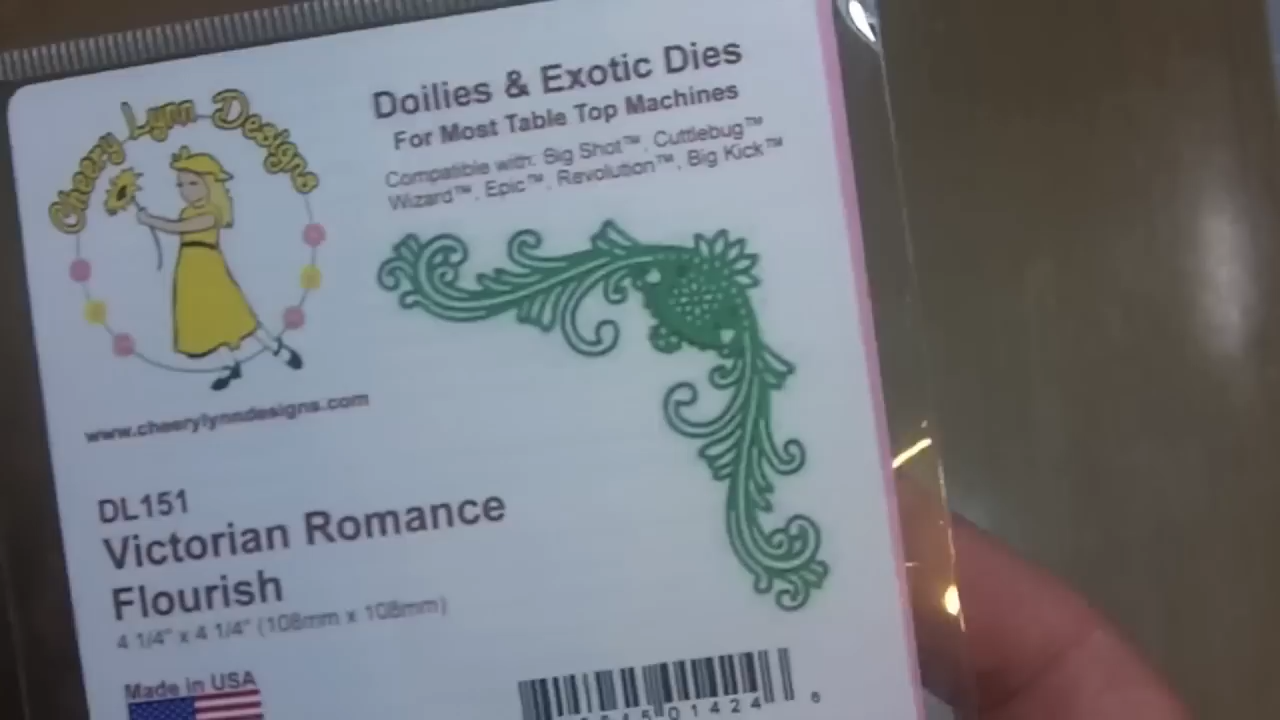 Cheery Lynn Designs
Doilies & Exotic Dies
For Most Table Top Machines
Compatible with: Big Shot™, Cuttlebug™
Wizard™, Epic™, Revolution™, Big Kick™
www.cheerylynndesigns.com
DL151
Victorian Romance
Flourish
4 1/4" x 4 1/4" (108mm x 108mm)
Made in USA
01424 6